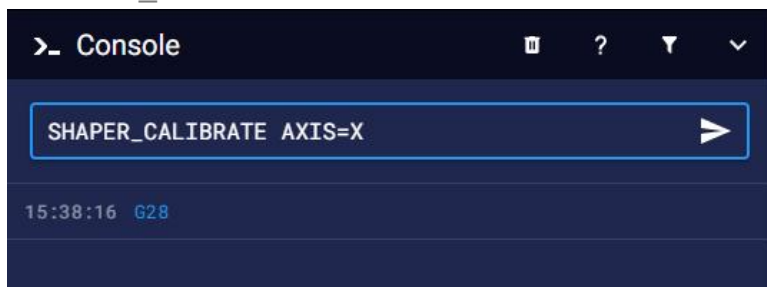 >_ Console ?
SHAPER_CALIBRATE AXIS=X
15:38:16 G28